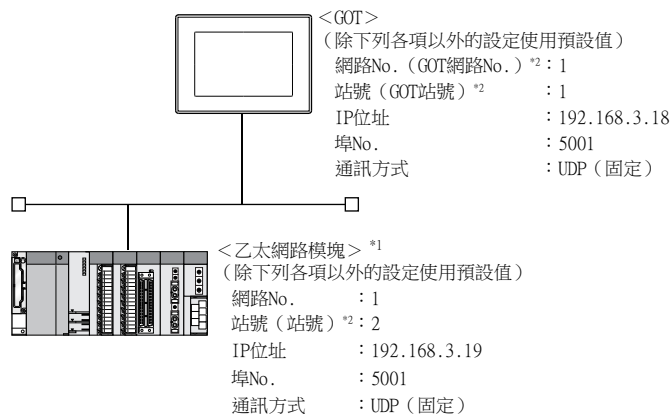 ＜GOT＞
（除下列各項以外的設定使用預設值）
網路No.（GOT網路No.）*2：1
站號（GOT站號）*2：1
IP位址：192.168.3.18
埠No.：5001
通訊方式：UDP（固定）
＜乙太網路模塊＞*1
（除下列各項以外的設定使用預設值）
網路No.：1
站號（站號）*2：2
IP位址：192.168.3.19
埠No.：5001
通訊方式：UDP（固定）